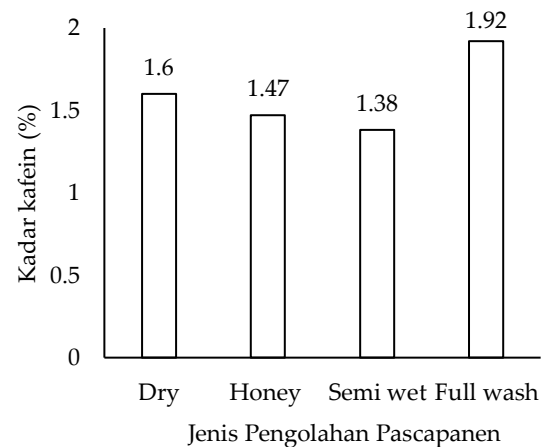 Kadar kafein (%)
2
1.5
1
0.5
0
1.6
1.47
1.38
1.92
Dry
Honey
Semi wet
Full wash
Jenis Pengolahan Pascapanen